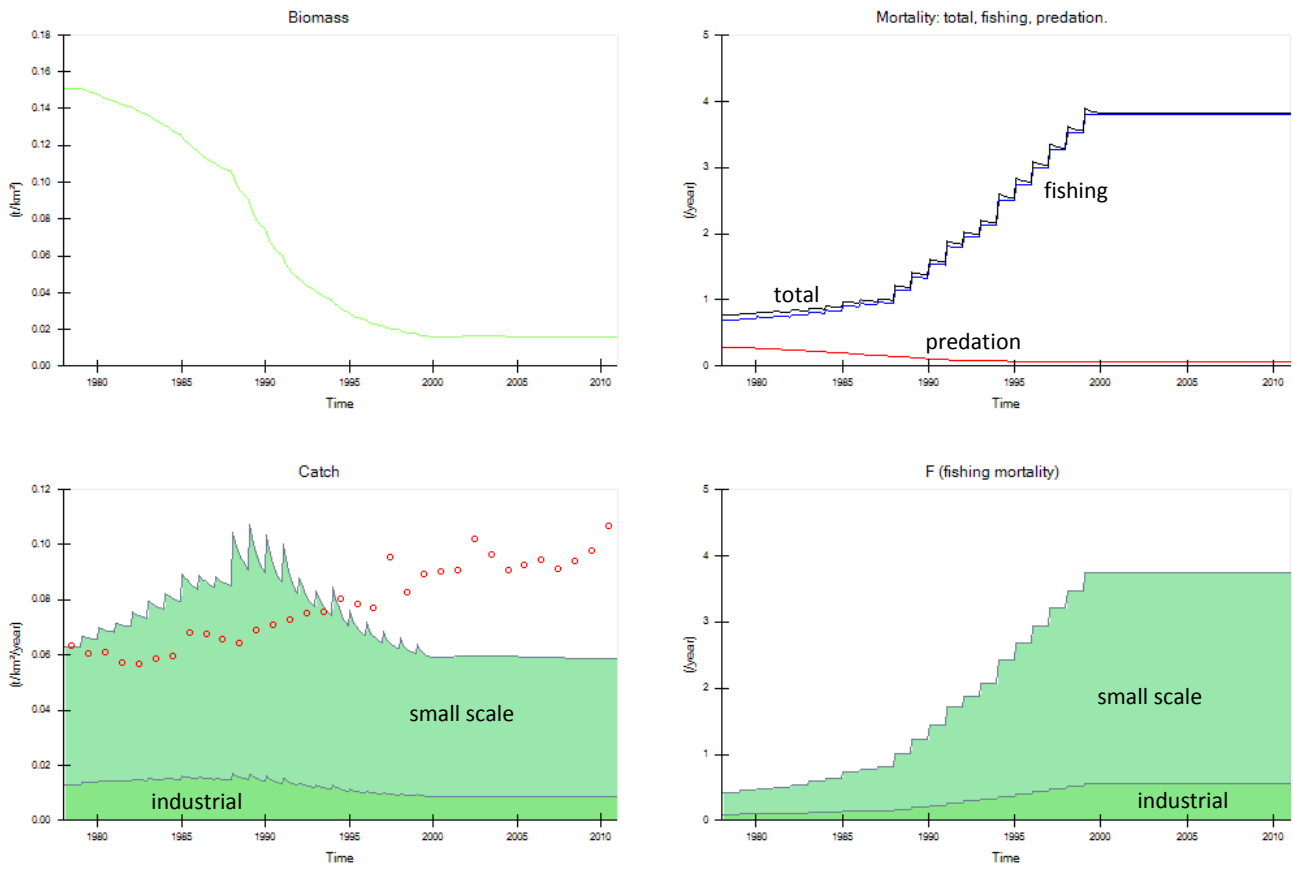 Biomass
0.18
0.16
0.14
0.12
0.10
0.08
0.06
0.04
0.02
0.00
(t/km²)
1980 1985 1990 1995 2000 2005 2010
Time
Mortality: total, fishing, predation.
5
4
3
2
1
0
(/year)
fishing
total
predation
1980 1985 1990 1995 2000 2005 2010
Time
Catch
0.12
0.10
0.08
0.06
0.04
0.02
0.00
(t/km²/year)
small scale
industrial
1980 1985 1990 1995 2000 2005 2010
Time
F (fishing mortality)
5
4
3
2
1
0
(/year)
small scale
industrial
1980 1985 1990 1995 2000 2005 2010
Time